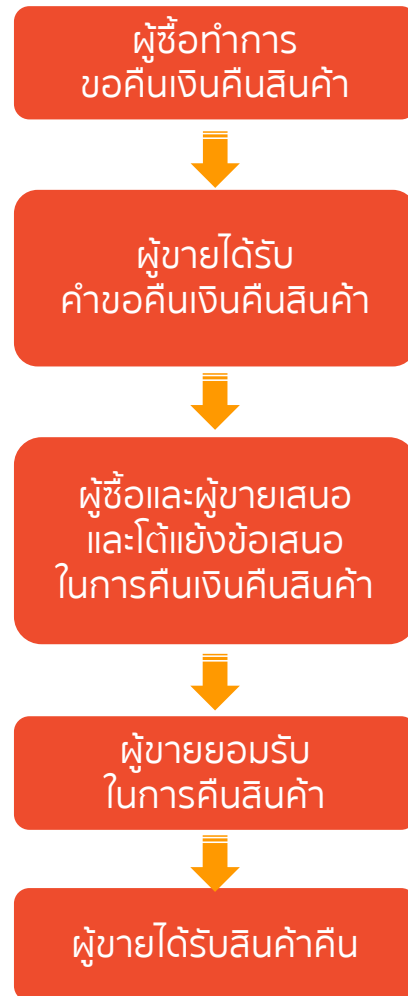 ผู้ซื้อทำการ
ขอคืนเงินคืนสินค้า
ผู้ขายได้รับ
คำขอคืนเงินคืนสินค้า
ผู้ซื้อและผู้ขายเสนอ
และโต้แย้งข้อเสนอ
ในการคืนเงินคืนสินค้า
ผู้ขายยอมรับ
ในการคืนสินค้า
ผู้ขายได้รับสินค้าคืน